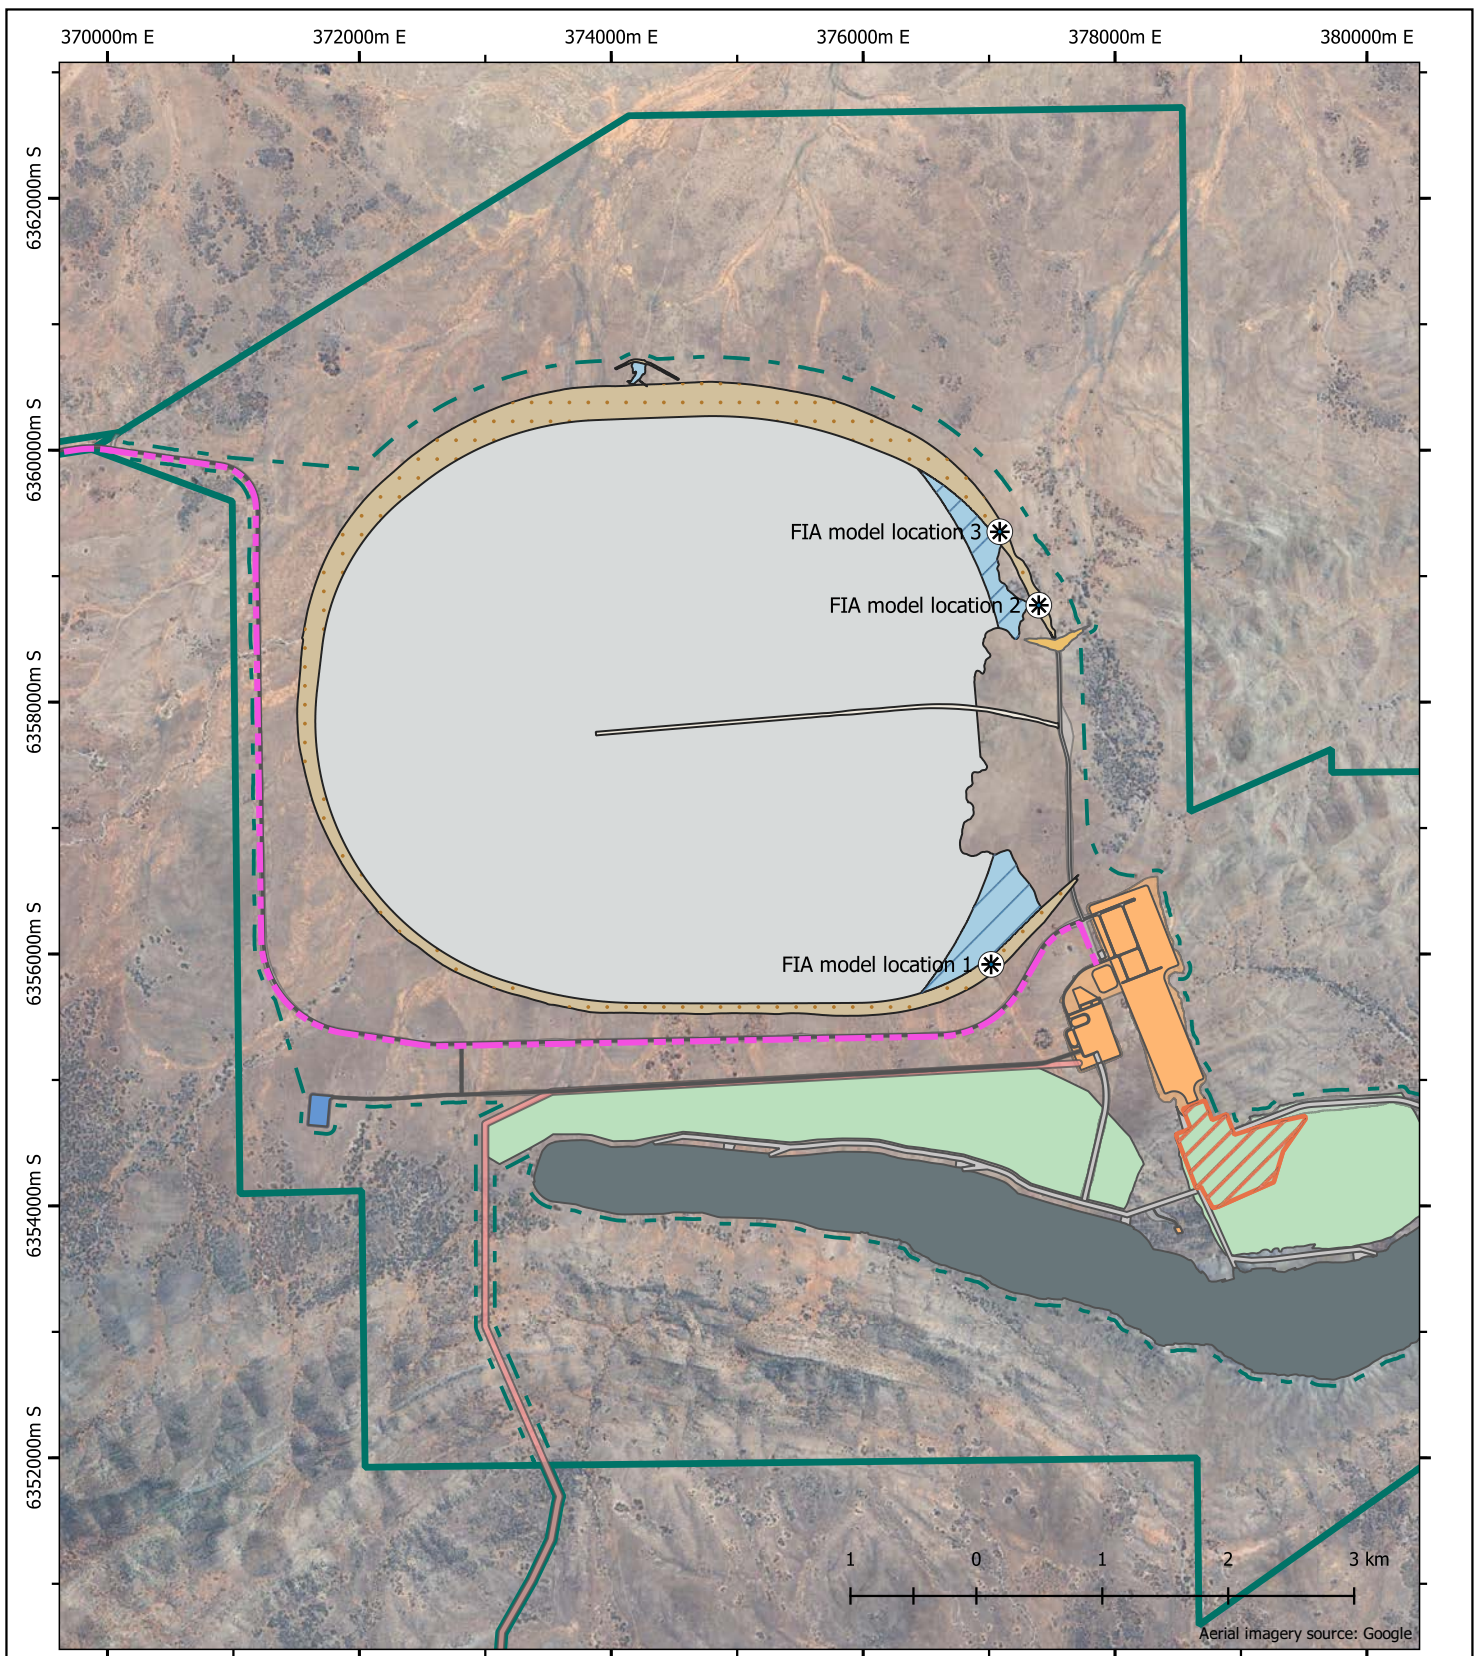 370000m E
372000m E
374000m E
376000m E
378000m E
380000m E
6362000m S
6360000m S
6358000m S
6356000m S
6354000m S
6352000m S
FIA model location 3
FIA model location 2
FIA model location 1
1 0 1 2 3 km
Aerial imagery source: Google